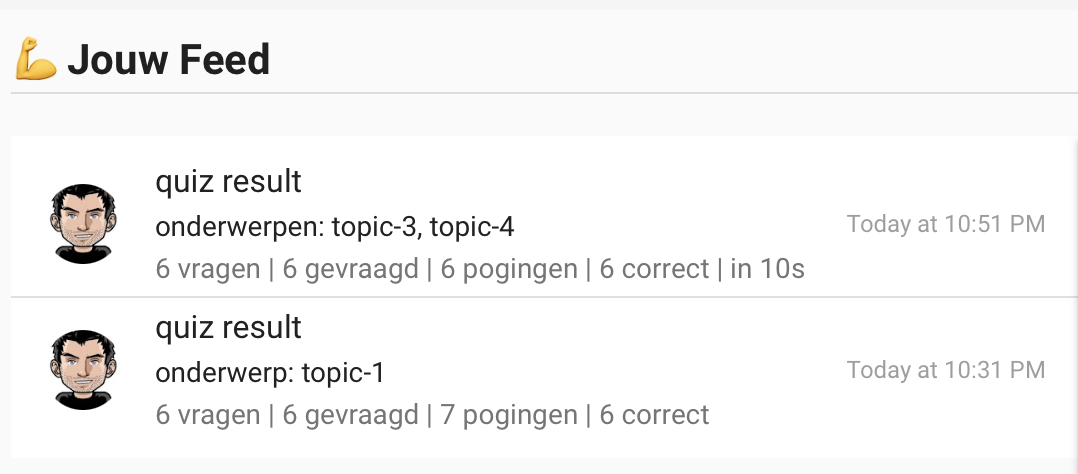 💪 Jouw Feed
quiz result
onderwerpen: topic-3, topic-4
6 vragen | 6 gevraagd | 6 pogingen | 6 correct | in 10s
Today at 10:51 PM
quiz result
onderwerp: topic-1
6 vragen | 6 gevraagd | 7 pogingen | 6 correct
Today at 10:31 PM